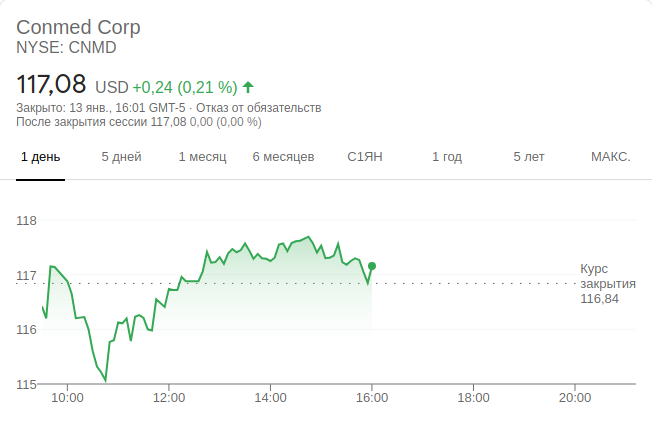 Conmed Corp
NYSE: CNMD
117,08 USD +0,24 (0,21 %)
Закрыто: 13 янв., 16:01 GMT-5 · Отказ от обязательств
После закрытия сессии 117,08 0,00 (0,00 %)
1 день 5 дней 1 месяц 6 месяцев С1ЯН 1 год 5 лет МАКС.
118
117
116
115
Курс
закрытия
116,84
10:00 12:00 14:00 16:00 18:00 20:00